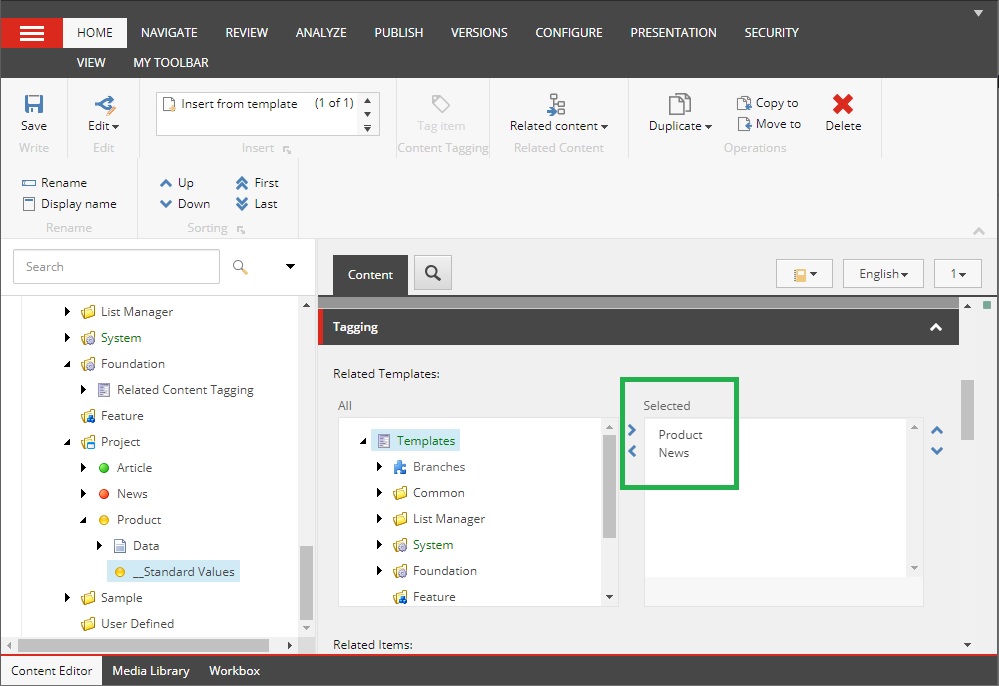 HOME NAVIGATE REVIEW ANALYZE PUBLISH VERSIONS CONFIGURE PRESENTATION SECURITY
VIEW MY TOOLBAR
Save
Write
Edit
Edit
Insert from template (1 of 1)
Insert
Tag item
Content Tagging
Related content
Related Content
Duplicate
Copy to
Move to
Delete
Operations
Rename
Display name
Rename
Up First
Down Last
Sorting
Search
List Manager
System
Foundation
Related Content Tagging
Feature
Project
Article
News
Product
Data
__Standard Values
Sample
User Defined
Content English 1
Tagging
Related Templates:
All
Templates
Branches
Common
List Manager
System
Foundation
Feature
Selected
Product
News
Related Items:
Content Editor Media Library Workbox